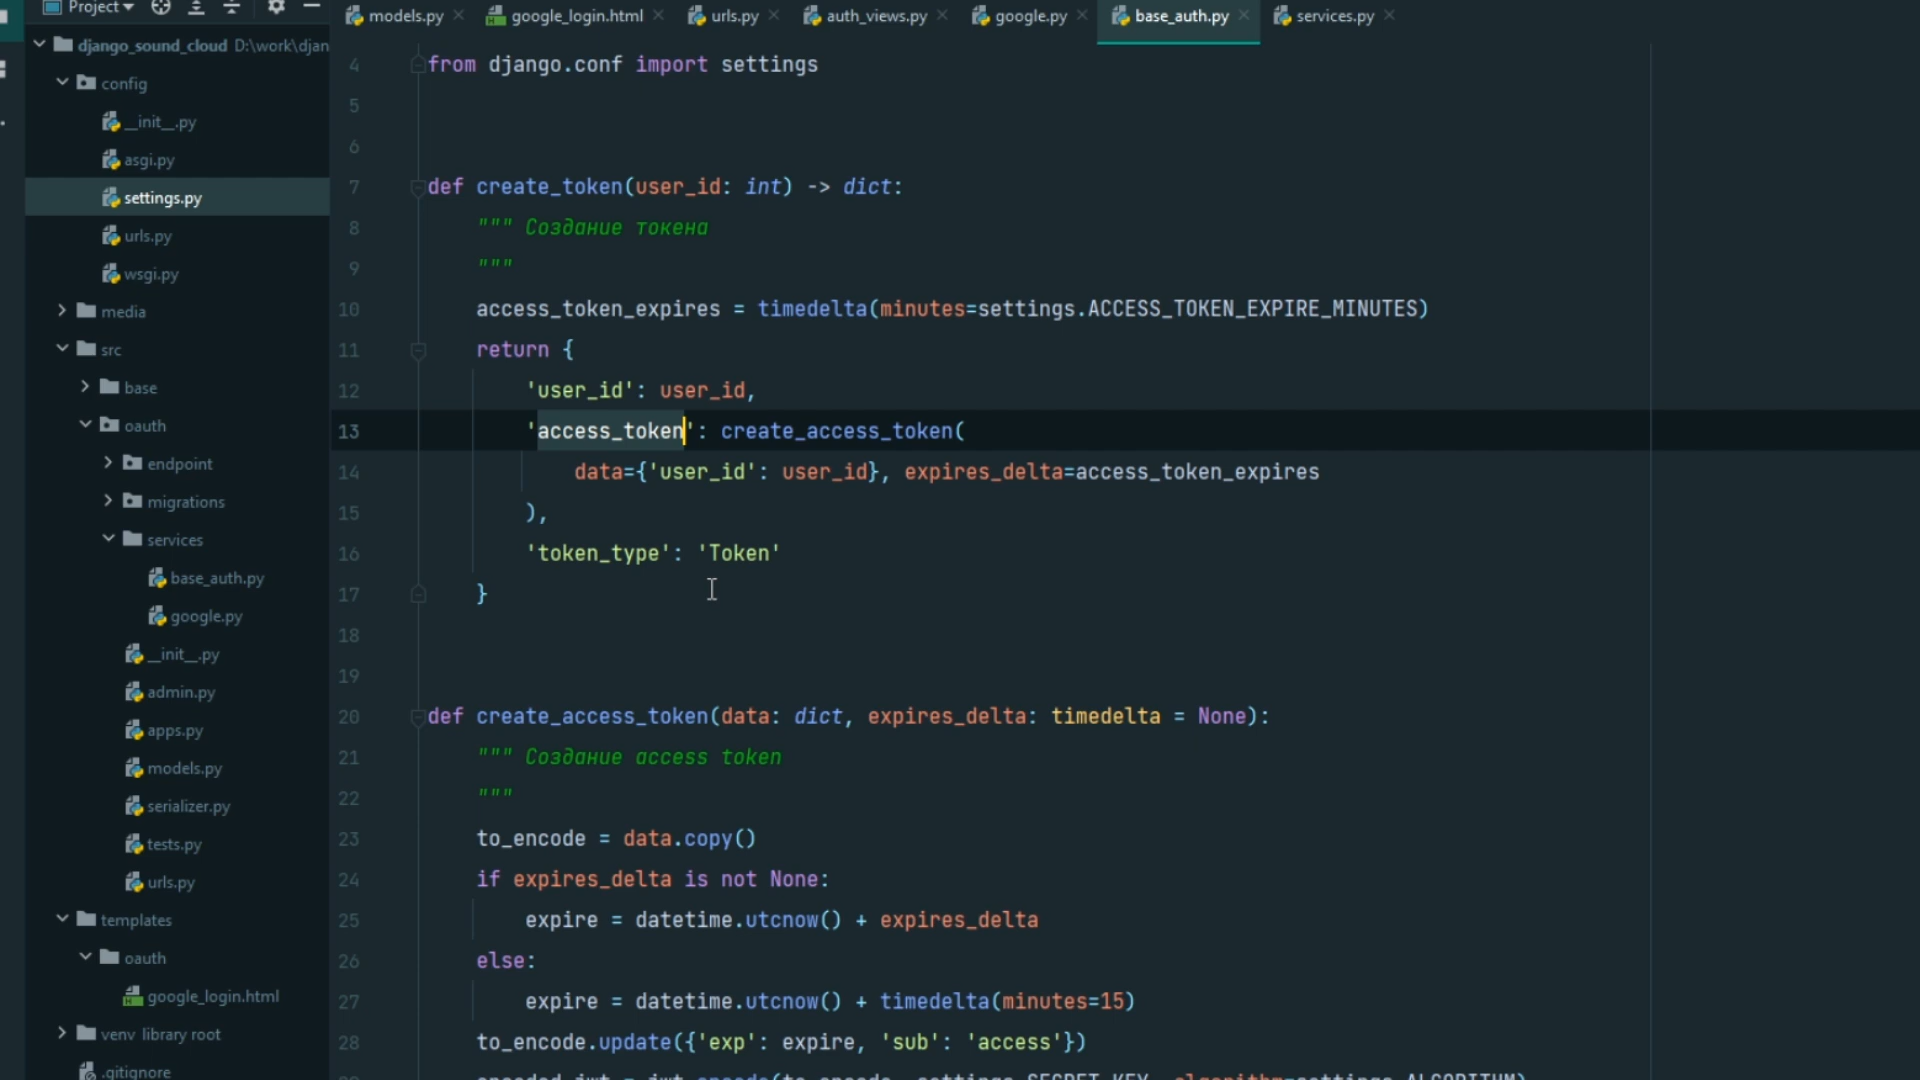 Project
models.py
google_login.html
urls.py
auth_views.py
google.py
base_auth.py
services.py
django_sound_cloud D:\work\djan
config
__init__.py
asgi.py
settings.py
urls.py
wsgi.py
media
src
base
oauth
endpoint
migrations
services
base_auth.py
google.py
__init__.py
admin.py
apps.py
models.py
serializer.py
tests.py
urls.py
templates
oauth
google_login.html
venv library root
.gitignore
4 from django.conf import settings
5
6
7 def create_token(user_id: int) -> dict:
8 """ Создание токена
9 """
10 access_token_expires = timedelta(minutes=settings.ACCESS_TOKEN_EXPIRE_MINUTES)
11 return {
12 'user_id': user_id,
13 'access_token': create_access_token(
14 data={'user_id': user_id}, expires_delta=access_token_expires
15 ),
16 'token_type': 'Token'
17 }
18
19
20 def create_access_token(data: dict, expires_delta: timedelta = None):
21 """ Создание access token
22 """
23 to_encode = data.copy()
24 if expires_delta is not None:
25 expire = datetime.utcnow() + expires_delta
26 else:
27 expire = datetime.utcnow() + timedelta(minutes=15)
28 to_encode.update({'exp': expire, 'sub': 'access'})